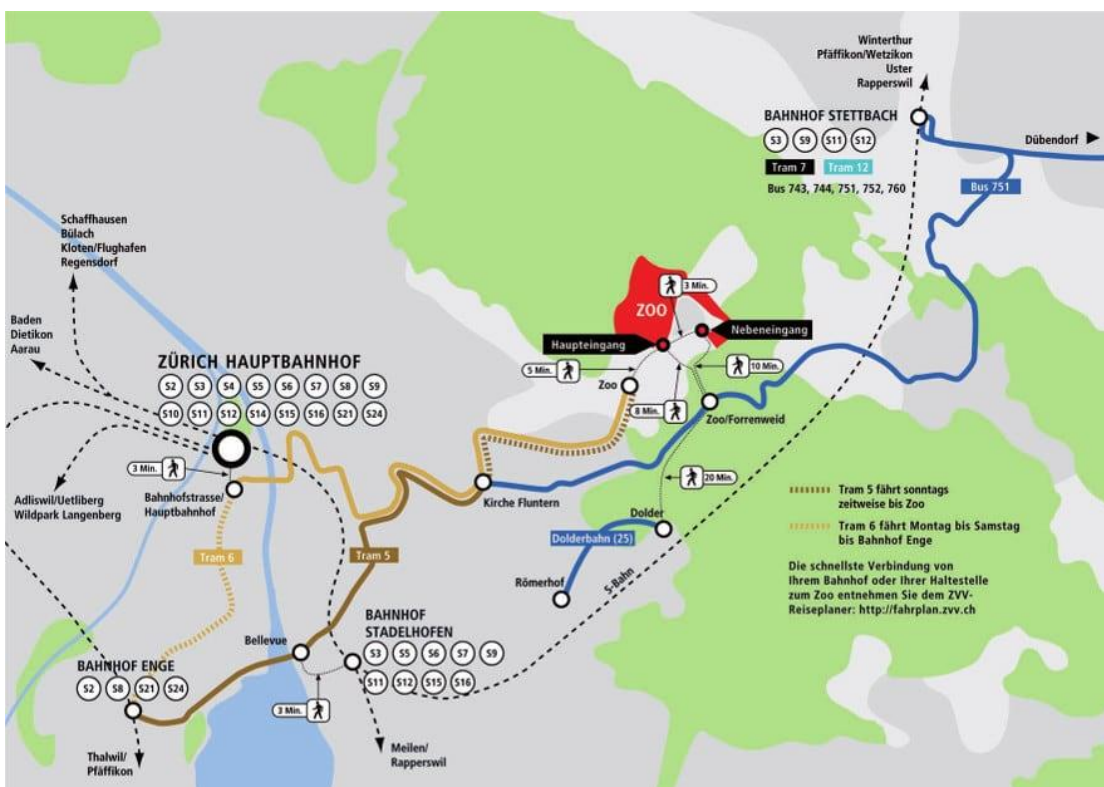 Winterthur
Pfäffikon/Wetzikon
Uster
Rapperswil
BAHNHOF STETTBACH
S3 S9 S11 S12
Tram 7 Tram 12
Bus 743, 744, 751, 752, 760
Dübendorf
Bus 751
Schaffhausen
Bülach
Kloten/Flughafen
Regensdorf
Baden
Dietikon
Aarau
ZÜRICH HAUPTBAHNHOF
S2 S3 S4 S5 S6 S7 S8 S9
S10 S11 S12 S14 S15 S16 S21 S24
3 Min.
ZOO
Haupteingang
Nebeneingang
5 Min.
Zoo
10 Min.
8 Min.
Zoo/Forrenweid
3 Min.
Adliswil/Uetliberg
Wildpark Langenberg
Bahnhofstrasse/
Hauptbahnhof
Kirche Fluntern
20 Min.
Dolder
Dolderbahn (25)
Römerhof
S-Bahn
Tram 6
Tram 5
Tram 5 fährt sonntags
zeitweise bis Zoo
Tram 6 fährt Montag bis Samstag
bis Bahnhof Enge
Die schnellste Verbindung von
Ihrem Bahnhof oder Ihrer Haltestelle
zum Zoo entnehmen Sie dem ZVV-
Reiseplaner: http://fahrplan.zvv.ch
Bellevue
BAHNHOF
STADELHOFEN
S3 S5 S6 S7 S9
S11 S12 S15 S16
BAHNHOF ENGE
S2 S8 S21 S24
3 Min.
Thalwil/
Pfäffikon
Meilen/
Rapperswil